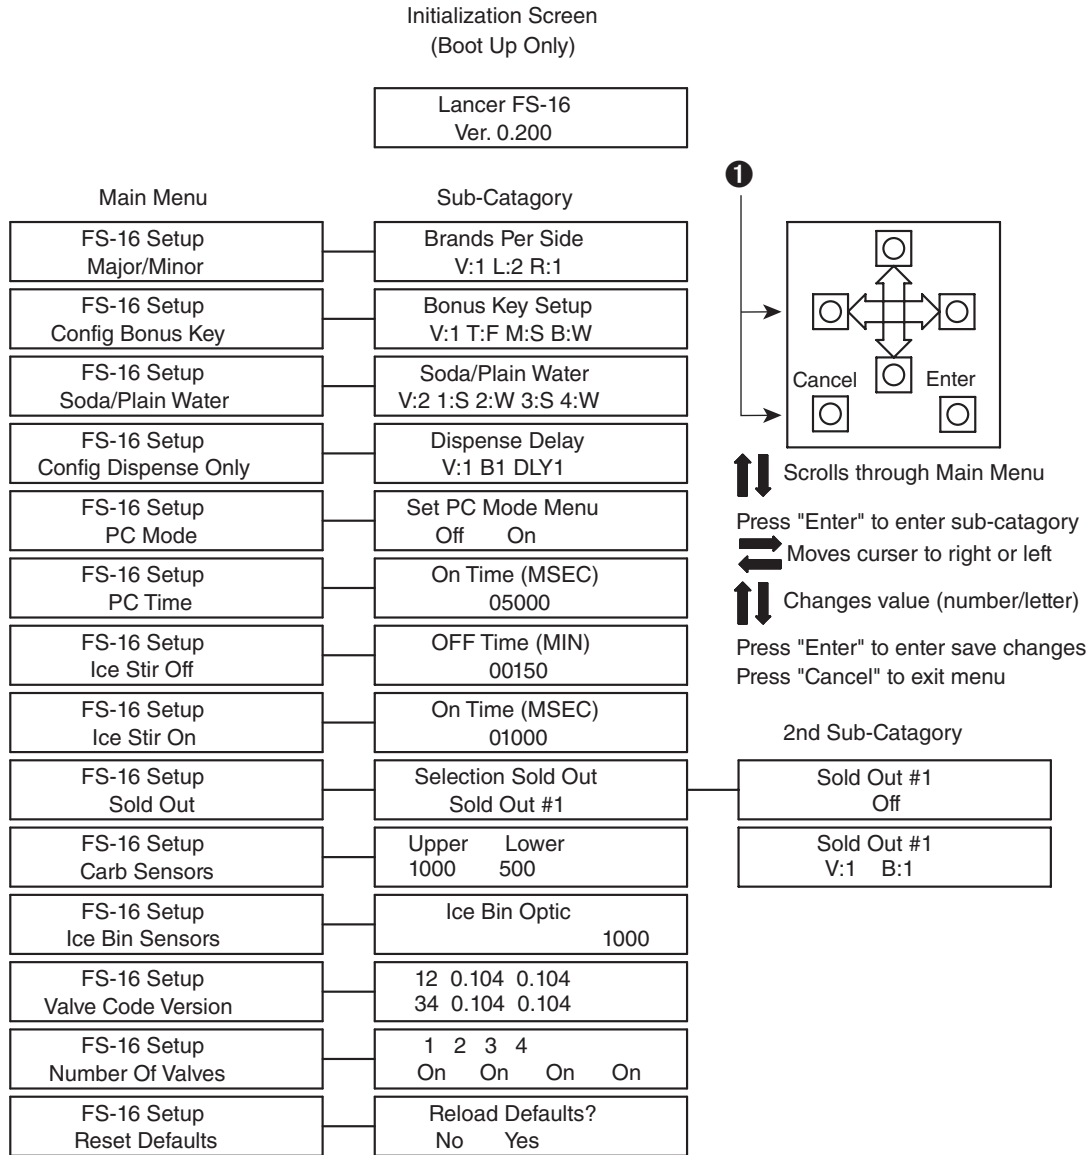 Initialization Screen
(Boot Up Only)
Lancer FS-16
Ver. 0.200
Main Menu
Sub-Catagory
FS-16 Setup
Major/Minor
Brands Per Side
V:1 L:2 R:1
FS-16 Setup
Config Bonus Key
Bonus Key Setup
V:1 T:F M:S B:W
FS-16 Setup
Soda/Plain Water
Soda/Plain Water
V:2 1:S 2:W 3:S 4:W
FS-16 Setup
Config Dispense Only
Dispense Delay
V:1 B1 DLY1
FS-16 Setup
PC Mode
Set PC Mode Menu
Off On
FS-16 Setup
PC Time
On Time (MSEC)
05000
FS-16 Setup
Ice Stir Off
OFF Time (MIN)
00150
FS-16 Setup
Ice Stir On
On Time (MSEC)
01000
FS-16 Setup
Sold Out
Selection Sold Out
Sold Out #1
FS-16 Setup
Carb Sensors
Upper Lower
1000 500
FS-16 Setup
Ice Bin Sensors
Ice Bin Optic
1000
FS-16 Setup
Valve Code Version
12 0.104 0.104
34 0.104 0.104
FS-16 Setup
Number Of Valves
1 2 3 4
On On On On
FS-16 Setup
Reset Defaults
Reload Defaults?
No Yes
❶
Cancel Enter
Scrolls through Main Menu
Press "Enter" to enter sub-catagory
Moves curser to right or left
Changes value (number/letter)
Press "Enter" to enter save changes
Press "Cancel" to exit menu
2nd Sub-Catagory
Sold Out #1
Off
Sold Out #1
V:1 B:1